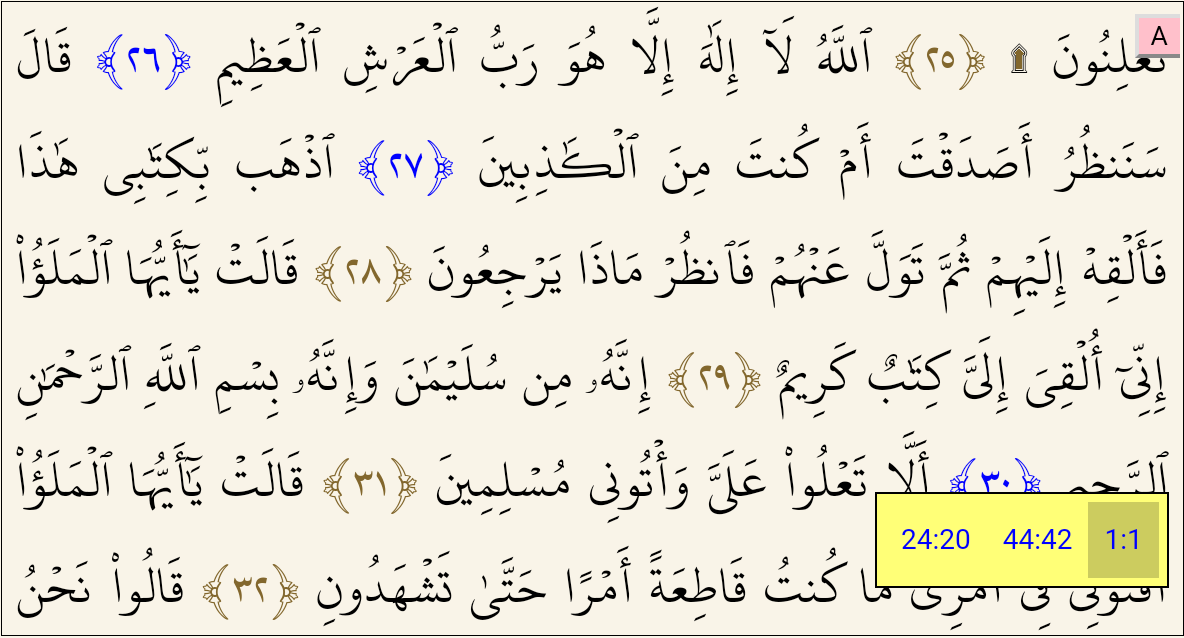 تُعْلِنُونَ ۩ ﴿٢٥﴾ ٱللَّهُ لَآ إِلَٰهَ إِلَّا هُوَ رَبُّ ٱلْعَرْشِ ٱلْعَظِيمِ ﴿٢٦﴾ قَالَ
A
سَنَنظُرُ أَصَدَقْتَ أَمْ كُنتَ مِنَ ٱلْكَٰذِبِينَ ﴿٢٧﴾ ٱذْهَب بِّكِتَٰبِى هَٰذَا
فَأَلْقِهْ إِلَيْهِمْ ثُمَّ تَوَلَّ عَنْهُمْ فَٱنظُرْ مَاذَا يَرْجِعُونَ ﴿٢٨﴾ قَالَتْ يَٰٓأَيُّهَا ٱلْمَلَؤُا۟
إِنِّىٓ أُلْقِىَ إِلَىَّ كِتَٰبٌ كَرِيمٌ ﴿٢٩﴾ إِنَّهُۥ مِن سُلَيْمَٰنَ وَإِنَّهُۥ بِسْمِ ٱللَّهِ ٱلرَّحْمَٰنِ
ٱلرَّحِيمِ ﴿٣٠﴾ أَلَّا تَعْلُوا۟ عَلَىَّ وَأْتُونِى مُسْلِمِينَ ﴿٣١﴾ قَالَتْ يَٰٓأَيُّهَا ٱلْمَلَؤُا۟
24:20 44:42 1:1
أَفْتُونِى فِىٓ أَمْرِى مَا كُنتُ قَاطِعَةً أَمْرًا حَتَّىٰ تَشْهَدُونِ ﴿٣٢﴾ قَالُوا۟ نَحْنُ